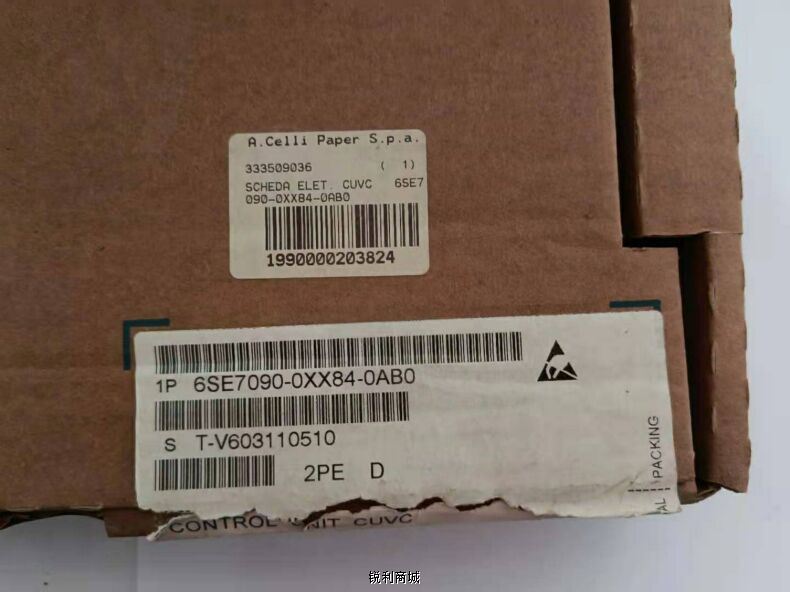 A.Celli Paper S.p.a.
333509036 ( 1)
SCHEDA ELET. CUVC 6SE7
090-0XX84-0AB0
1990000203824
1P 6SE7090-0XX84-0AB0
S T-V603110510
2PE D
CONTROL UNIT CUVC
PACKING
锐利商城